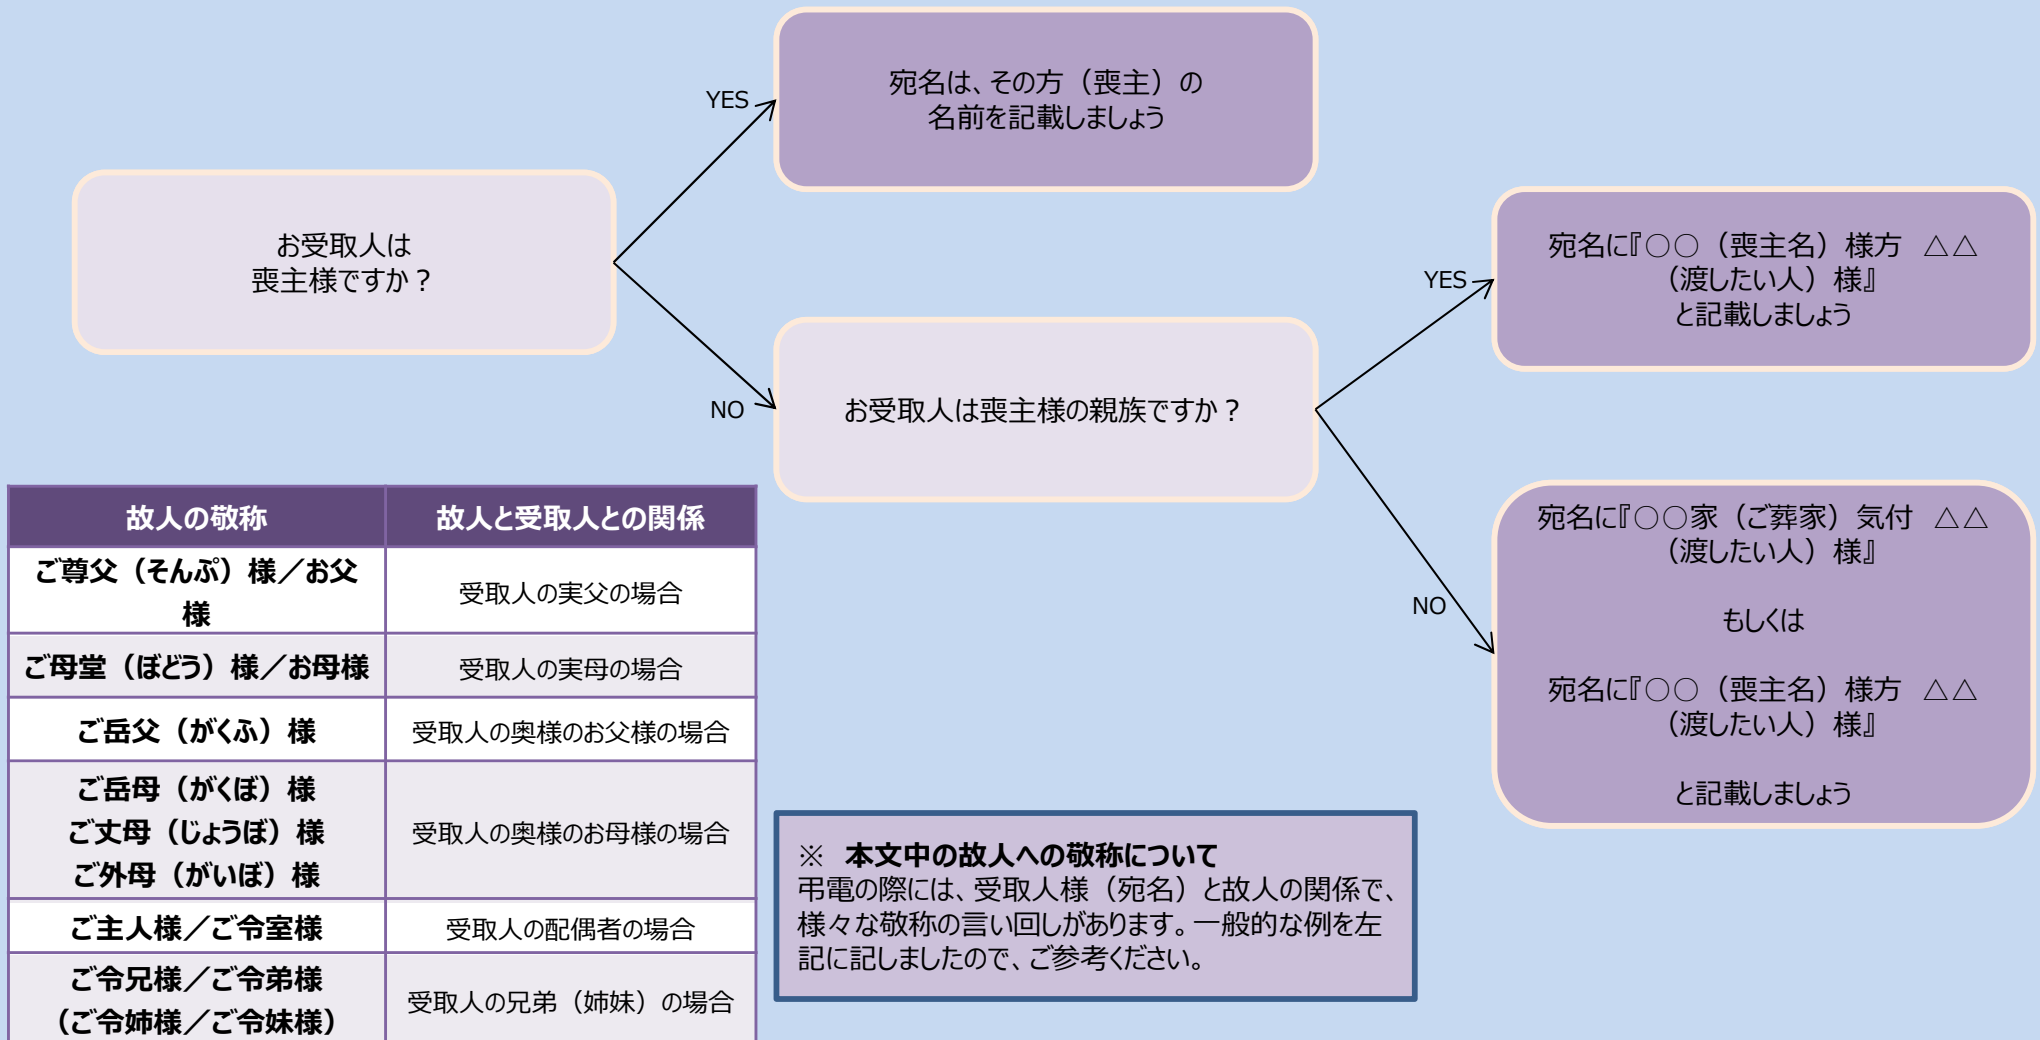 宛名は、その方（喪主）の
名前を記載しましょう
YES
お受取人は
喪主様ですか？
NO
お受取人は喪主様の親族ですか？
YES
宛名に『○○（喪主名）様方　△△
（渡したい人）様』
と記載しましょう
NO
宛名に『○○家（ご葬家）気付　△△
（渡したい人）様』
もしくは
宛名に『○○（喪主名）様方　△△
（渡したい人）様』
と記載しましょう
故人の敬称　故人と受取人との関係
ご尊父（そんぷ）様／お父
様
受取人の実父の場合
ご母堂（ぼどう）様／お母様　受取人の実母の場合
ご岳父（がくふ）様　受取人の奥様のお父様の場合
ご岳母（がくぼ）様
ご丈母（じょうぼ）様
ご外母（がいぼ）様
受取人の奥様のお母様の場合
ご主人様／ご令室様　受取人の配偶者の場合
ご令兄様／ご令弟様
（ご令姉様／ご令妹様）
受取人の兄弟（姉妹）の場合
※　本文中の故人への敬称について
弔電の際には、受取人様（宛名）と故人の関係で、
様々な敬称の言い回しがあります。一般的な例を左
記に記しましたので、ご参考ください。